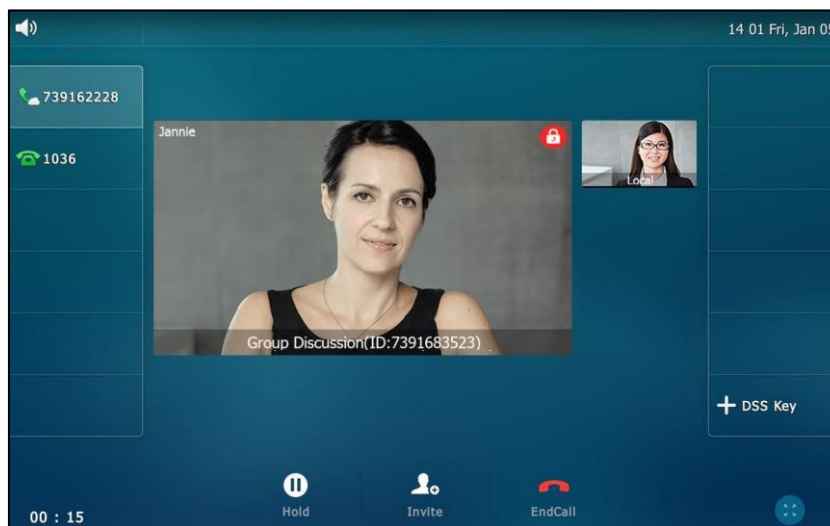 14 01 Fri, Jan 05
739162228
1036
Jannie
Local
Group Discussion(ID:7391683523)
DSS Key
Hold
Invite
EndCall
00 : 15